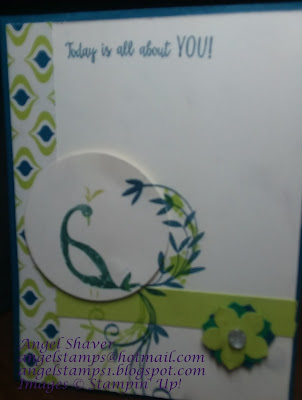 Today is all about YOU!
Angel Shaver
angelstamps@hotmail.com
angelstamps1.blogspot.com
Images © Stampin' Up!